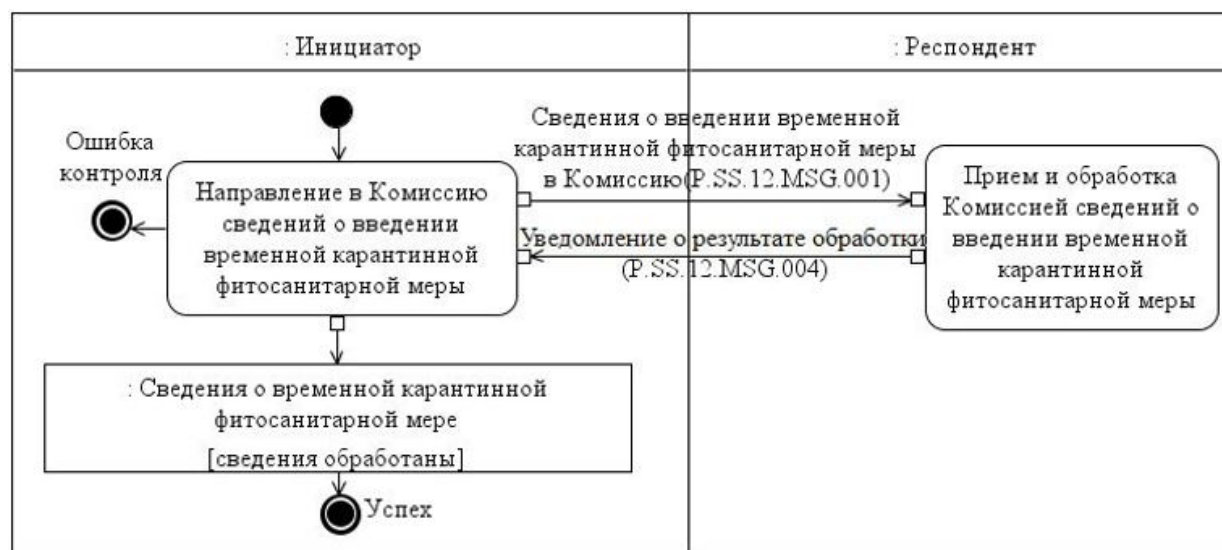 : Инициатор
: Респондент
Ошибка
контроля
Направление в Комиссию
сведений о введении
временной карантинной
фитосанитарной меры
Сведения о введении временной
карантинной фитосанитарной меры
в Комиссию(P.SS.12.MSG.001)
Уведомление о результате обработки
(P.SS.12.MSG.004)
Прием и обработка
Комиссией сведений о
введении временной
карантинной
фитосанитарной меры
: Сведения о временной карантинной
фитосанитарной мере
[сведения обработаны]
Успех